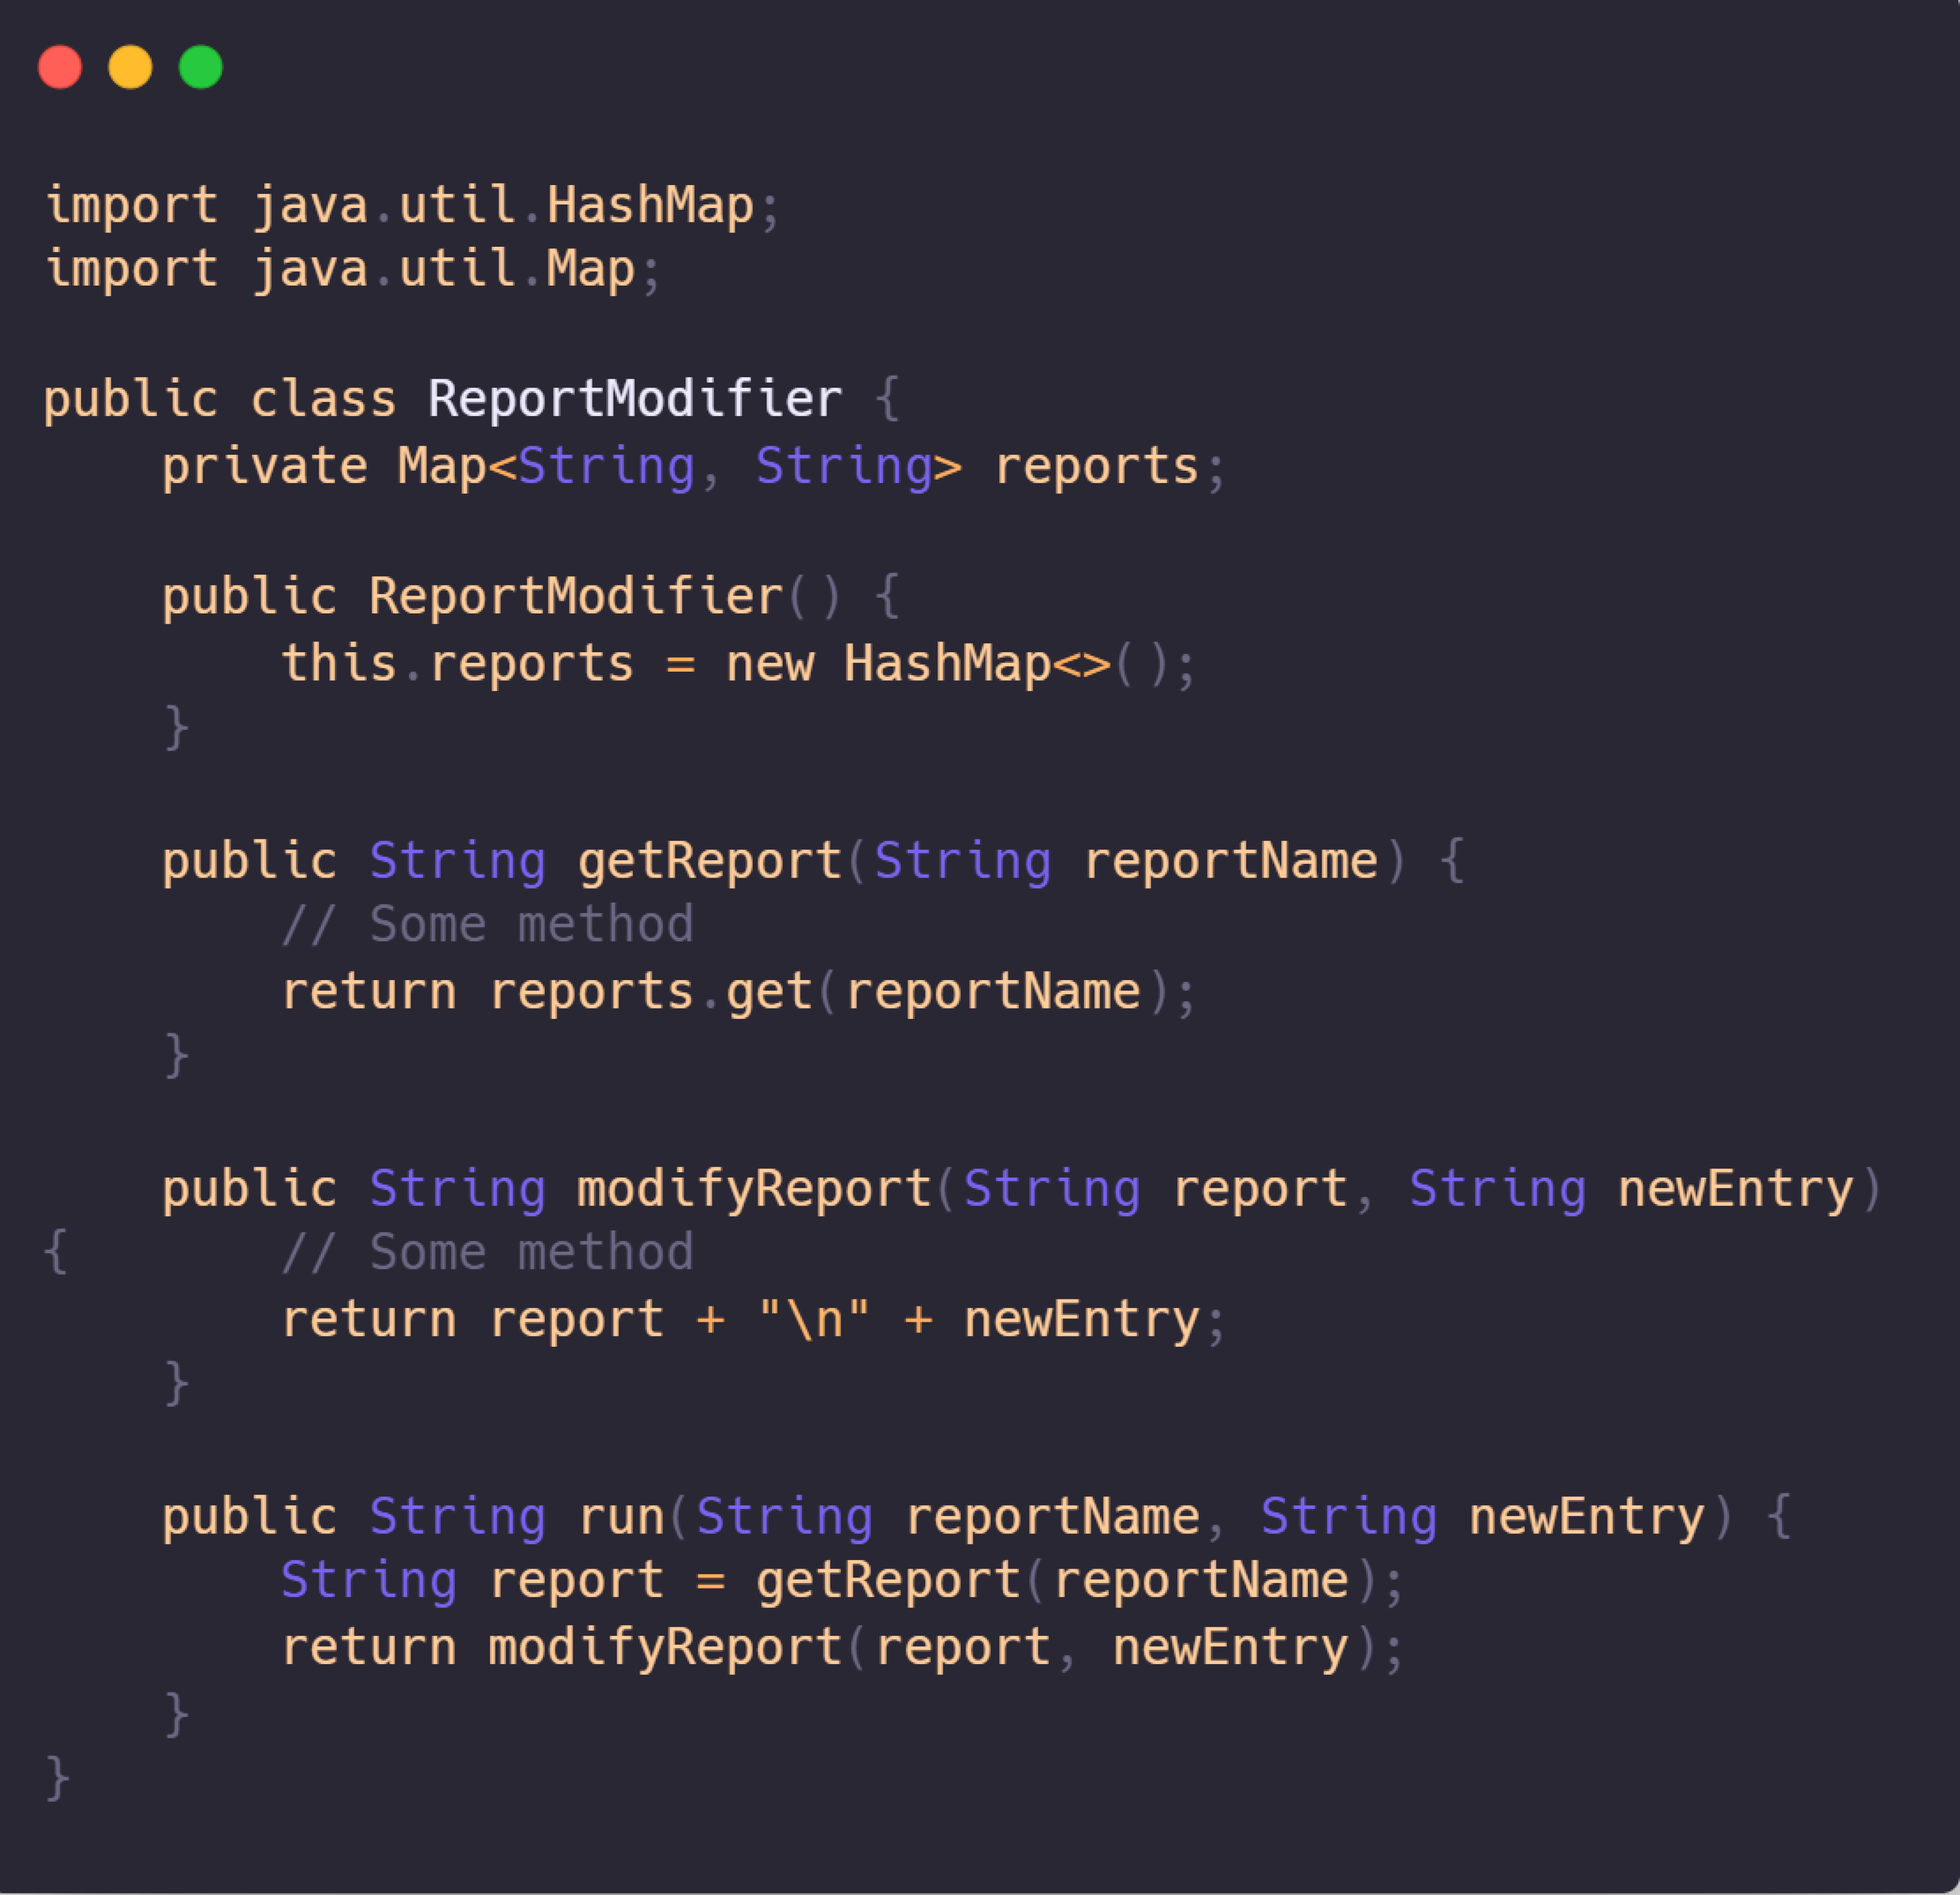 import java.util.HashMap;
import java.util.Map;
public class ReportModifier {
    private Map<String, String> reports;
    public ReportModifier() {
        this.reports = new HashMap<>();
    }
    public String getReport(String reportName) {
        // Some method
        return reports.get(reportName);
    }
    public String modifyReport(String report, String newEntry)
{       // Some method
        return report + "\n" + newEntry;
    }
    public String run(String reportName, String newEntry) {
        String report = getReport(reportName);
        return modifyReport(report, newEntry);
    }
}